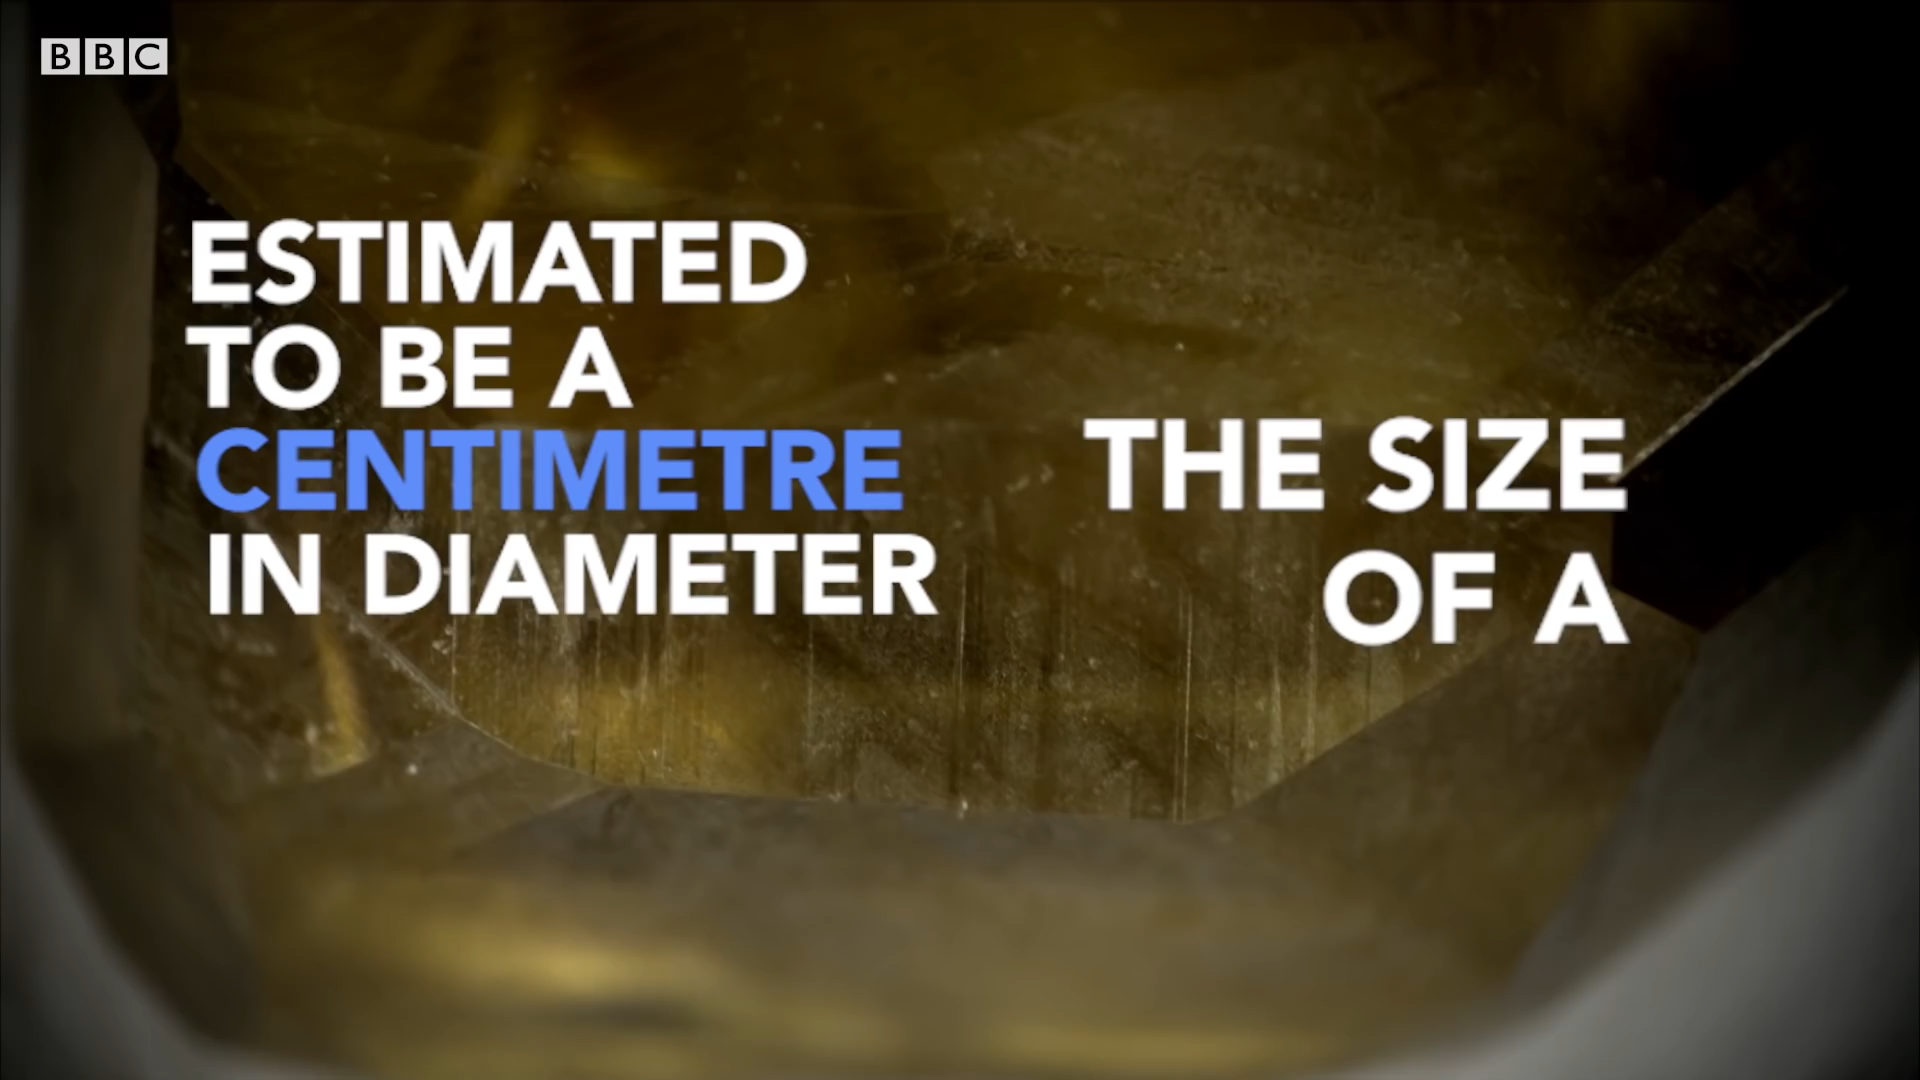 BBC
ESTIMATED
TO BE A
CENTIMETRE
IN DIAMETER
THE SIZE
OF A